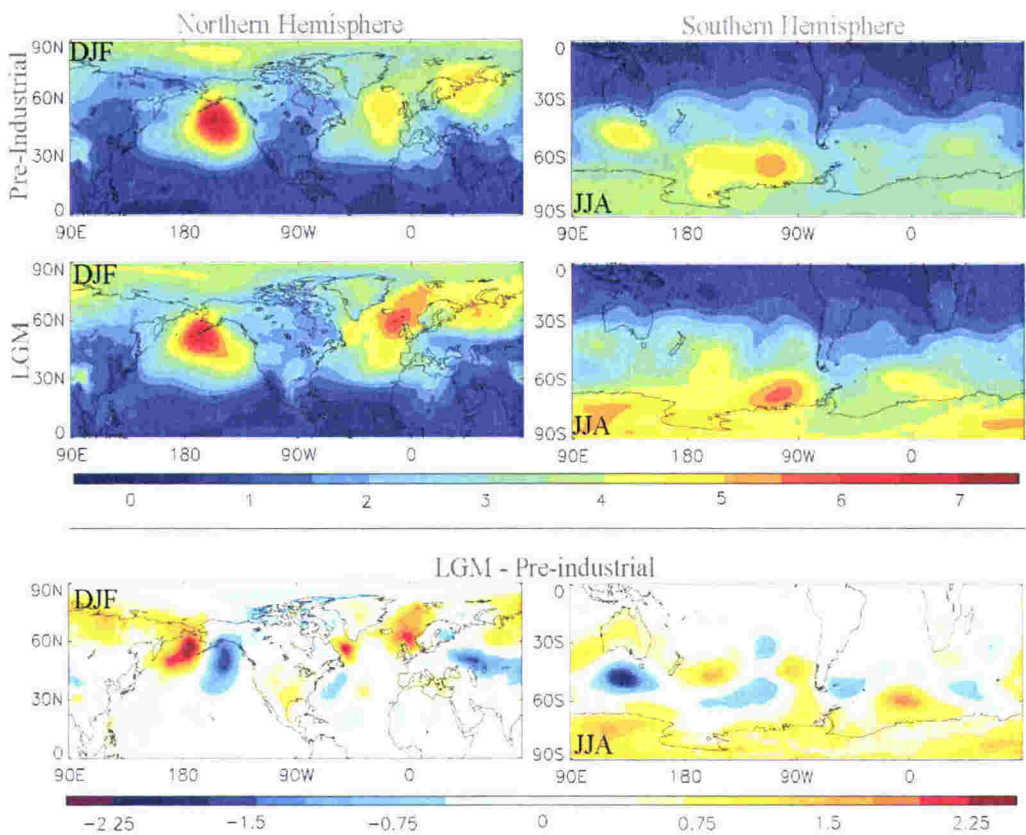 Northern Hemisphere
Southern Hemisphere
Pre-Industrial
DJF
90N
60N
30N
0
90E 180 90W 0
0
30S
60S
90S
JJA
90E 180 90W 0
LGM
DJF
90N
60N
30N
0
90E 180 90W 0
0
30S
60S
90S
JJA
90E 180 90W 0
0 1 2 3 4 5 6 7
LGM - Pre-industrial
DJF
90N
60N
30N
0
90E 180 90W 0
0
30S
60S
90S
JJA
90E 180 90W 0
-2.25 -1.5 -0.75 0 0.75 1.5 2.25